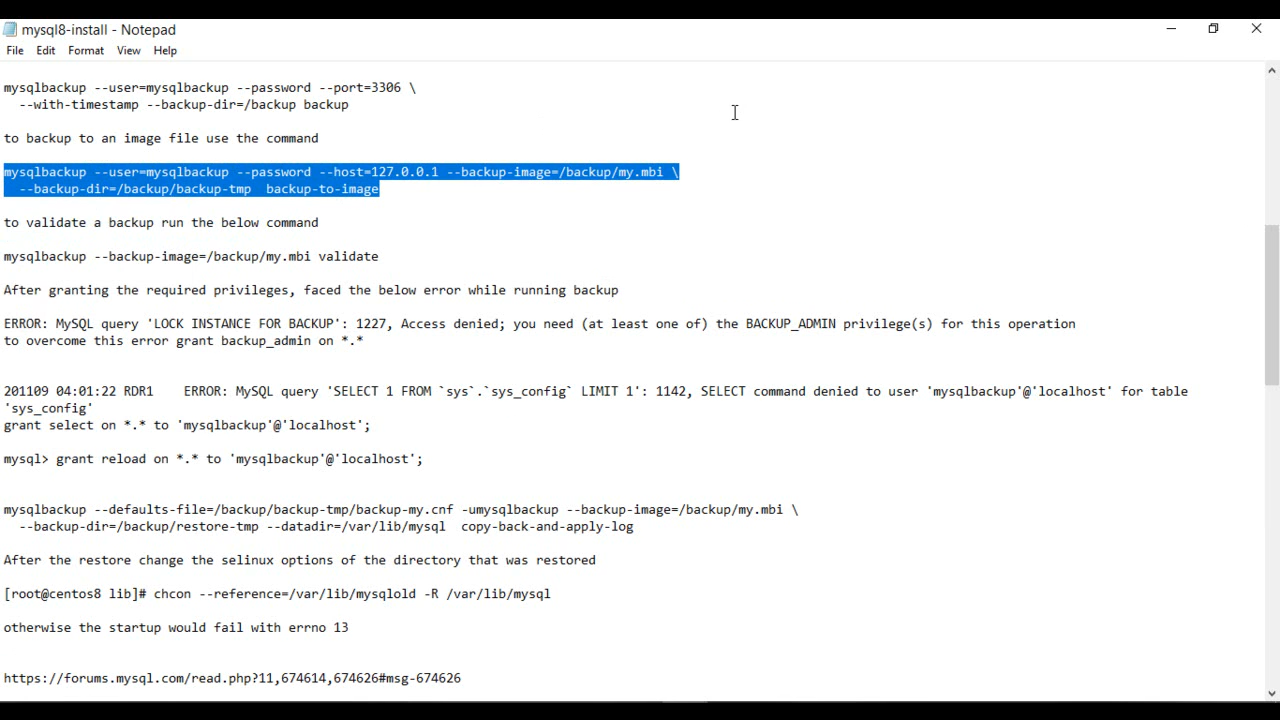 mysql8-install - Notepad
File Edit Format View Help
mysqlbackup --user=mysqlbackup --password --port=3306 \
  --with-timestamp --backup-dir=/backup backup
to backup to an image file use the command
mysqlbackup --user=mysqlbackup --password --host=127.0.0.1 --backup-image=/backup/my.mbi \
  --backup-dir=/backup/backup-tmp  backup-to-image
to validate a backup run the below command
mysqlbackup --backup-image=/backup/my.mbi validate
After granting the required privileges, faced the below error while running backup
ERROR: MySQL query 'LOCK INSTANCE FOR BACKUP': 1227, Access denied; you need (at least one of) the BACKUP_ADMIN privilege(s) for this operation
to overcome this error grant backup_admin on *.*
201109 04:01:22 RDR1    ERROR: MySQL query 'SELECT 1 FROM `sys`.`sys_config` LIMIT 1': 1142, SELECT command denied to user 'mysqlbackup'@'localhost' for table
'sys_config'
grant select on *.* to 'mysqlbackup'@'localhost';
mysql> grant reload on *.* to 'mysqlbackup'@'localhost';
mysqlbackup --defaults-file=/backup/backup-tmp/backup-my.cnf -umysqlbackup --backup-image=/backup/my.mbi \
  --backup-dir=/backup/restore-tmp --datadir=/var/lib/mysql  copy-back-and-apply-log
After the restore change the selinux options of the directory that was restored
[root@centos8 lib]# chcon --reference=/var/lib/mysqlold -R /var/lib/mysql
otherwise the startup would fail with errno 13
https://forums.mysql.com/read.php?11,674614,674626#msg-674626